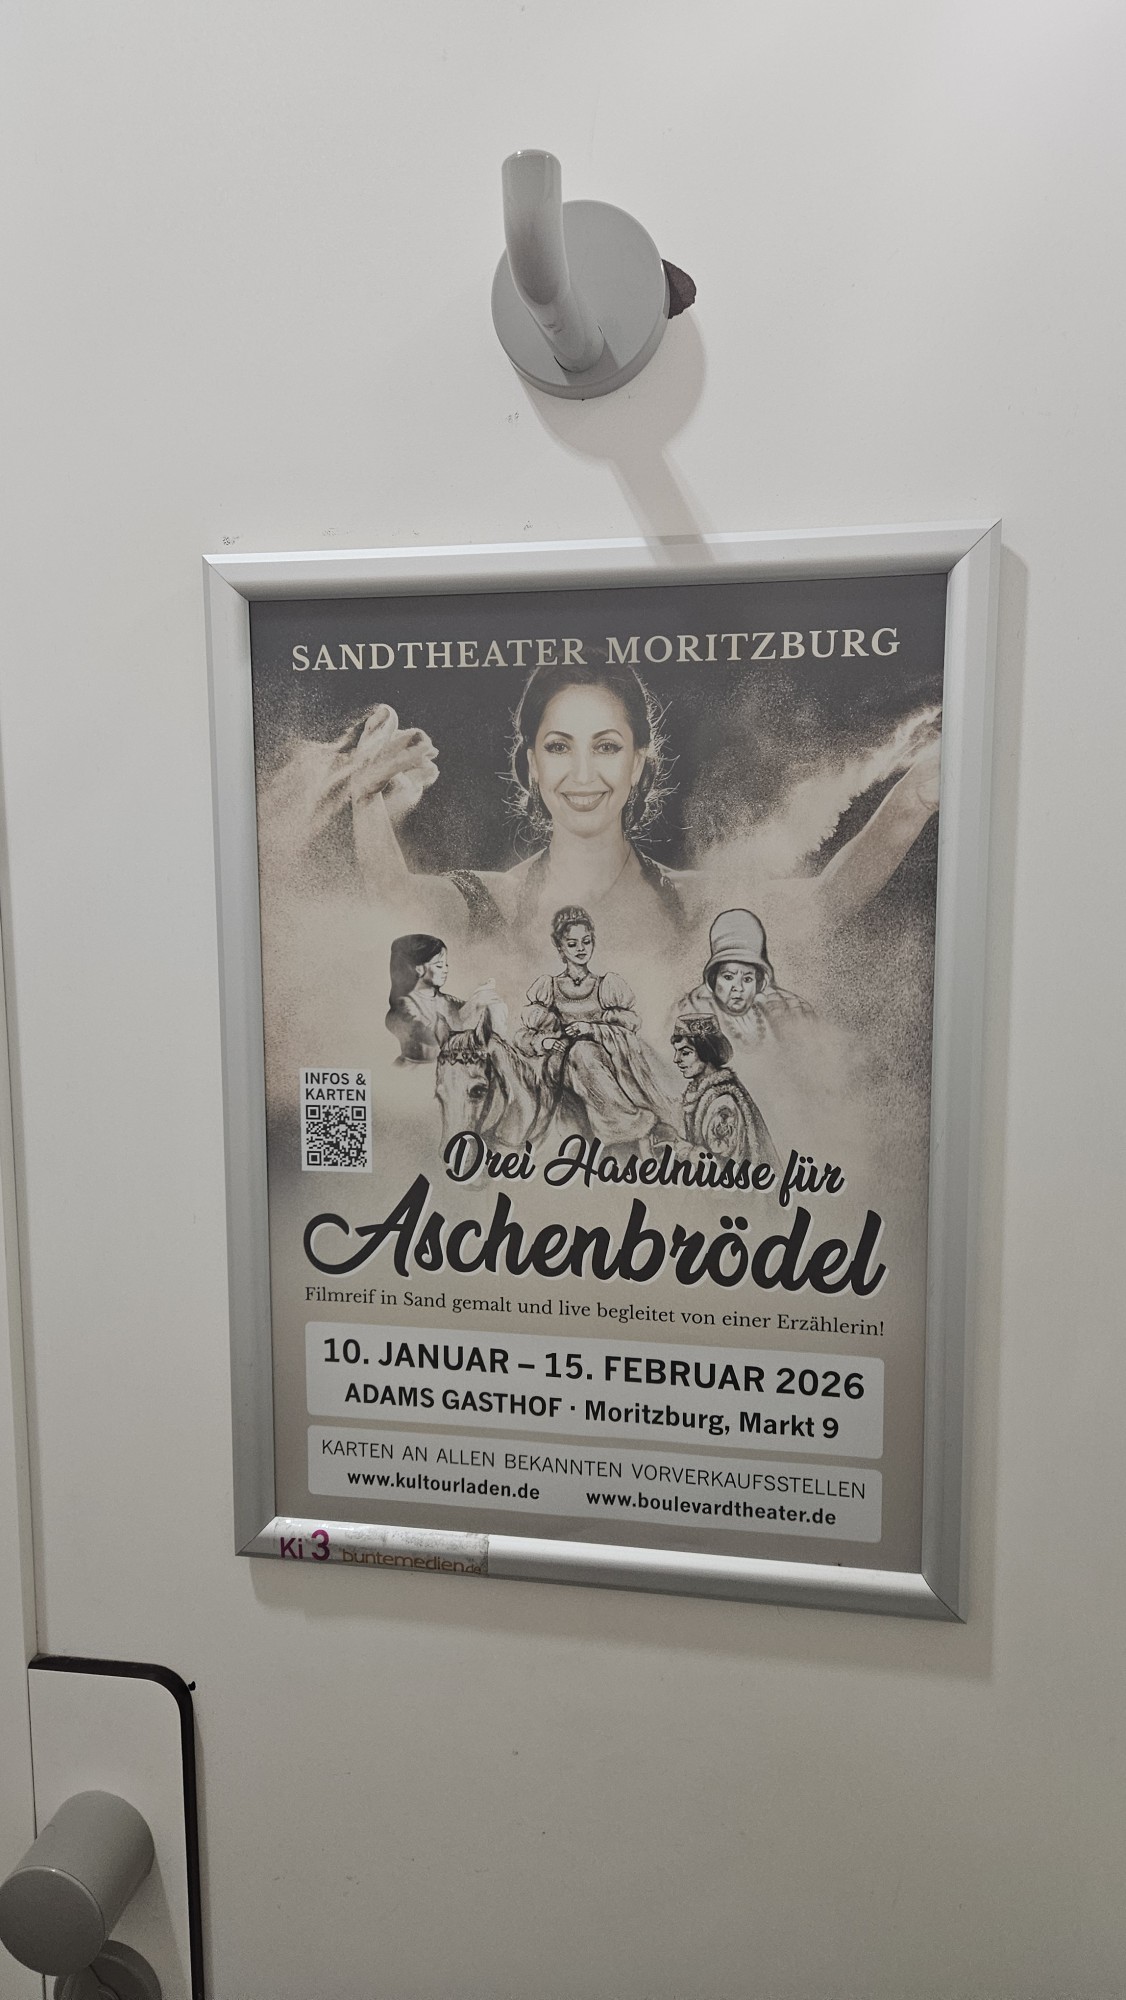 SANDTHEATER MORITZBURG
INFOS &
KARTEN
Drei Haselnüsse für
Aschenbrödel
Filmreif in Sand gemalt und live begleitet von einer Erzählerin!
10. JANUAR – 15. FEBRUAR 2026
ADAMS GASTHOF · Moritzburg, Markt 9
KARTEN AN ALLEN BEKANNTEN VORVERKAUFSSTELLEN
www.kultourladen.de www.boulevardtheater.de
Ki 3 buntemedien.de